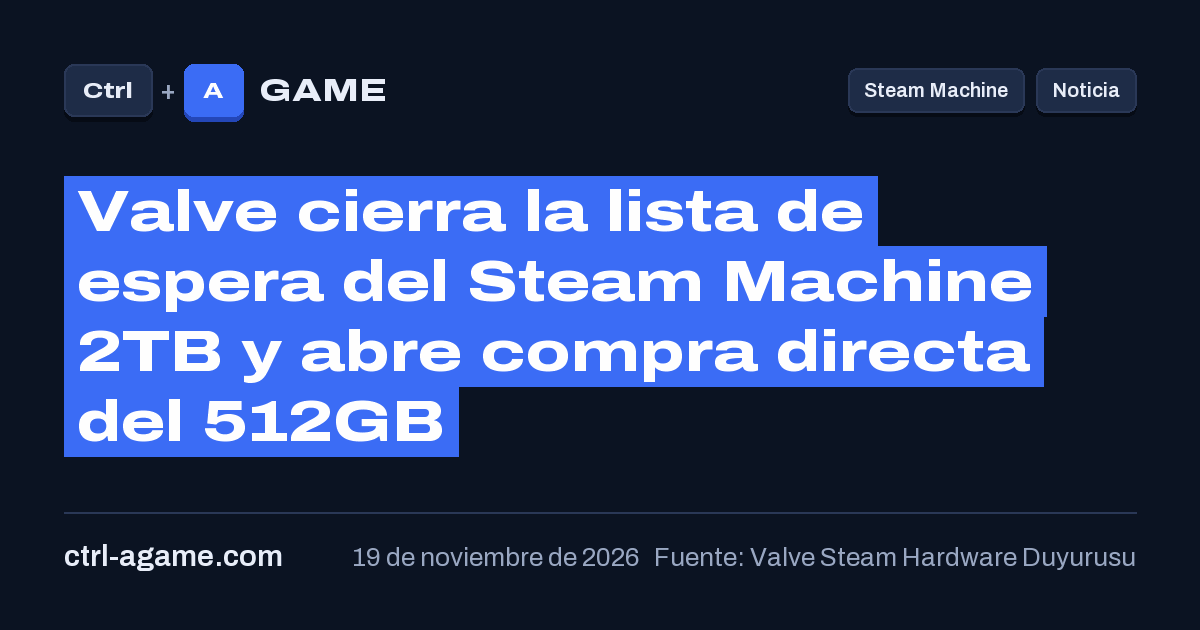 Ctrl + A GAME
Steam Machine
Noticia
Valve cierra la lista de
espera del Steam Machine
2TB y abre compra directa
del 512GB
ctrl-agame.com
19 de noviembre de 2026
Fuente: Valve Steam Hardware Duyurusu